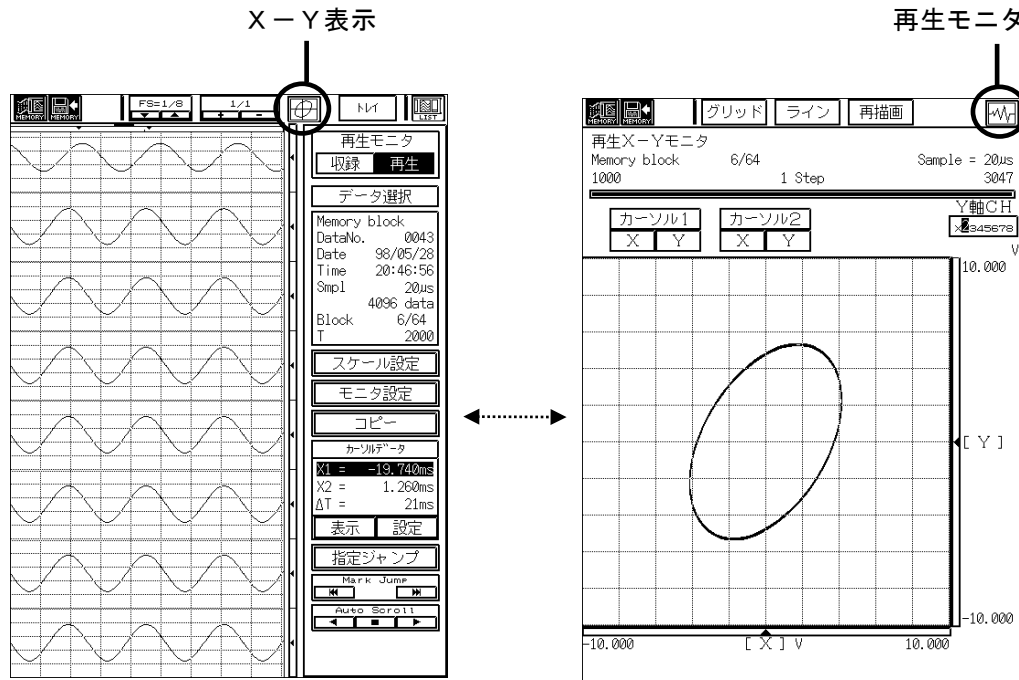 X－Y表示
再生モニタ
MEMORY MEMORY FS=1/8 1/1 + - トレイ LIST
再生モニタ
収録 再生
データ選択
Memory block
DataNo. 0043
Date 98/05/28
Time 20:46:56
Smpl 20μs
4096 data
Block 6/64
T 2000
スケール設定
モニタ設定
コピー
カーソルデータ
X1 = -19.740ms
X2 = 1.260ms
ΔT = 21ms
表示 設定
指定ジャンプ
Mark Jump
Auto Scroll
MEMORY MEMORY グリッド ライン 再描画
再生X－Yモニタ
Memory block 6/64 Sample = 20μs
1000 1 Step 3047
カーソル1 カーソル2 Y軸CH
X Y X Y X2345678
V
10.000
[ Y ]
-10.000
-10.000 [ X ] V 10.000